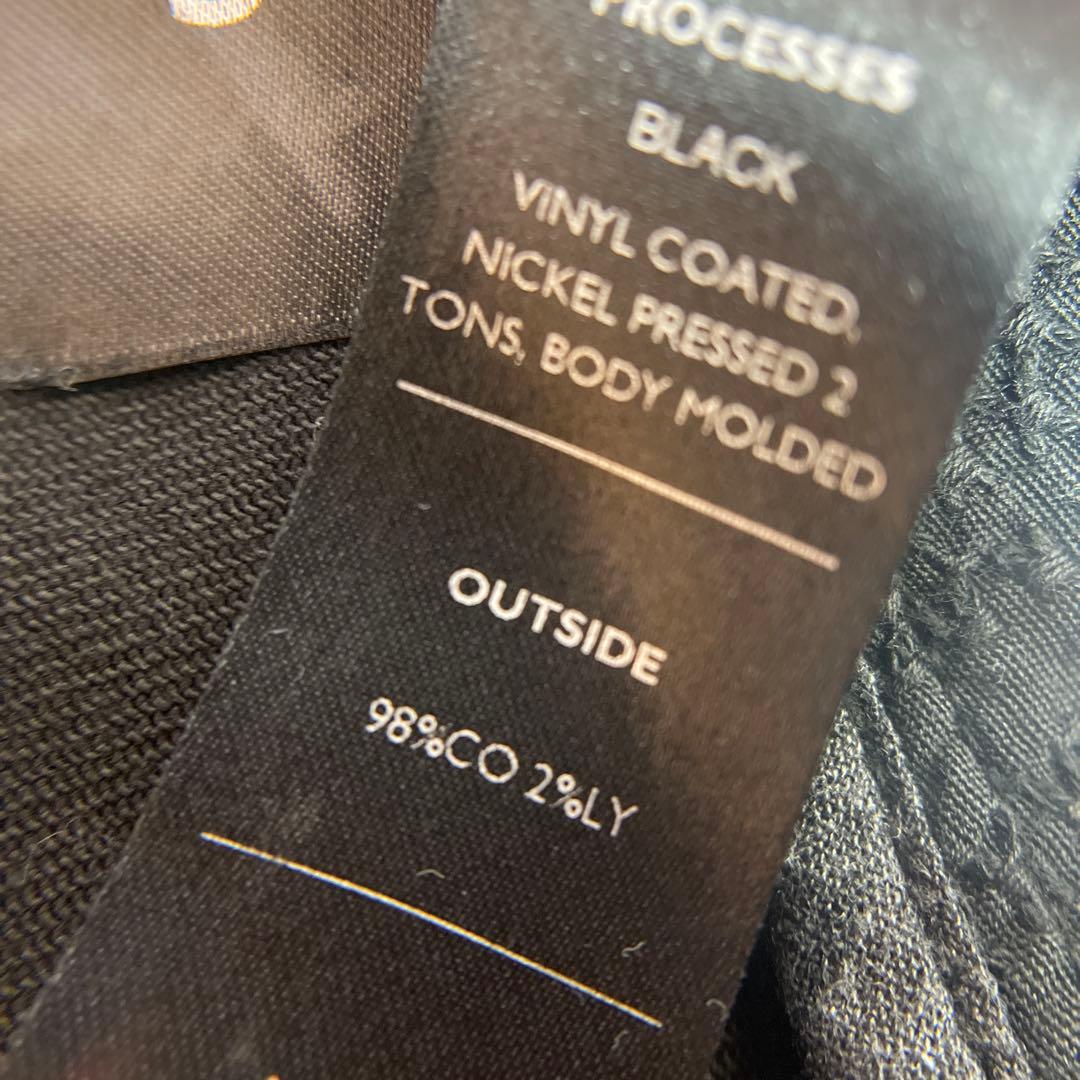 PROCESSES
BLACK
VINYL COATED,
NICKEL PRESSED 2
TONS, BODY MOLDED
OUTSIDE
98%CO 2%LY